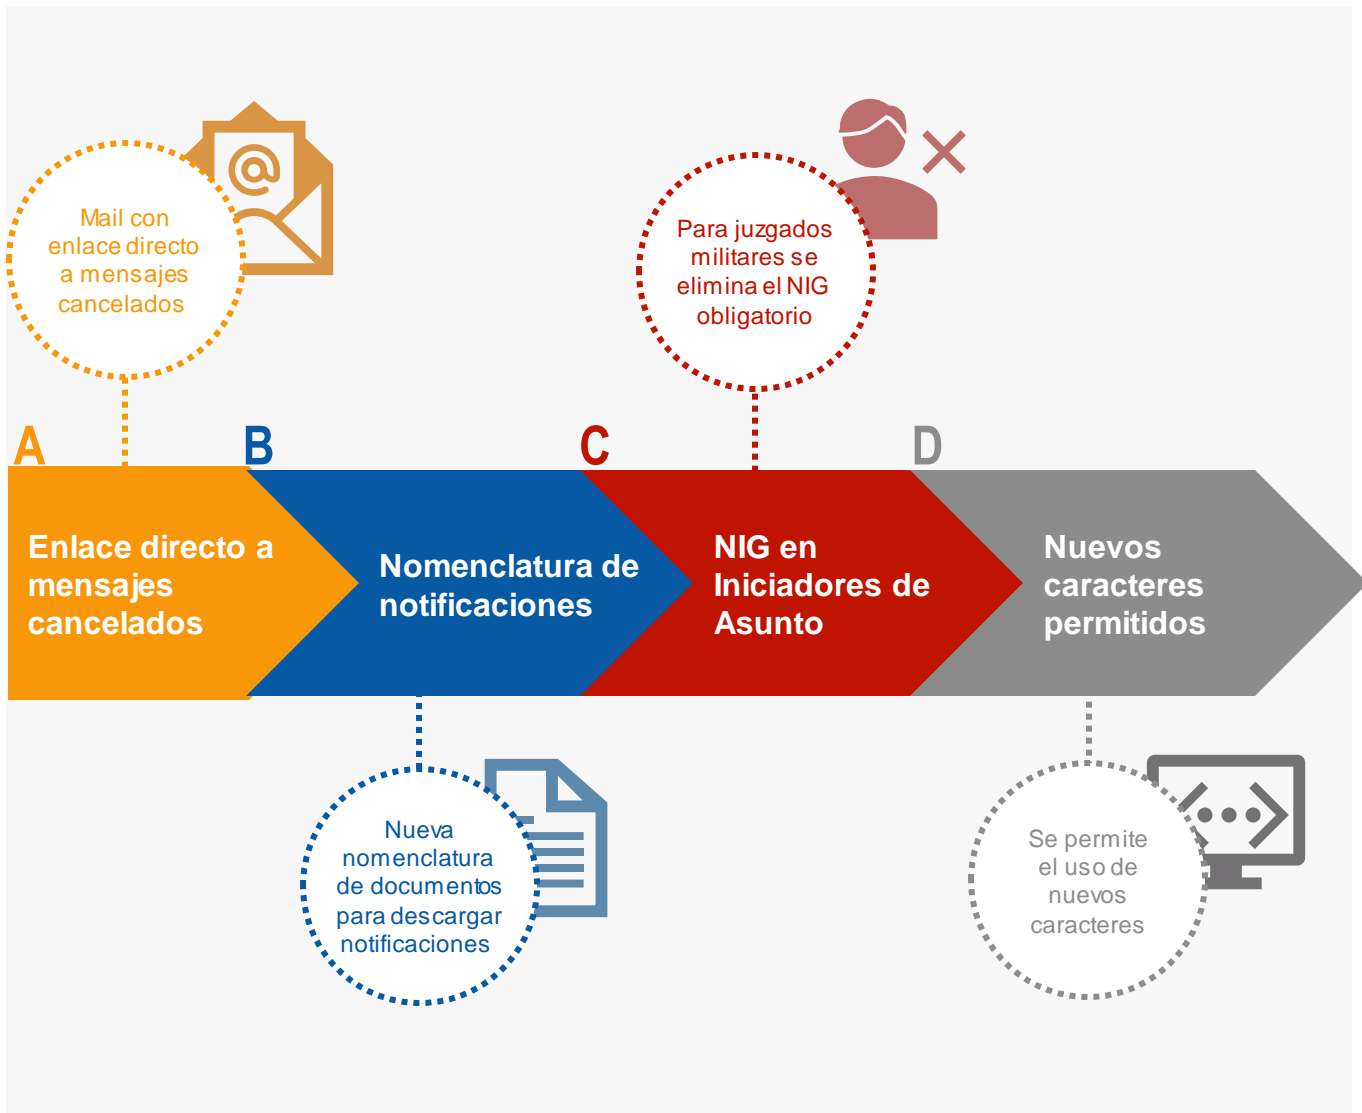 Mail con
enlace directo
a mensajes
cancelados
@
Para juzgados
militares se
elimina el NIG
obligatorio
A
B
C
D
Enlace directo a
mensajes
cancelados
Nomenclatura de
notificaciones
NIG en
Iniciadores de
Asunto
Nuevos
caracteres
permitidos
Nueva
nomenclatura
de documentos
para descargar
notificaciones
Se permite
el uso de
nuevos
caracteres